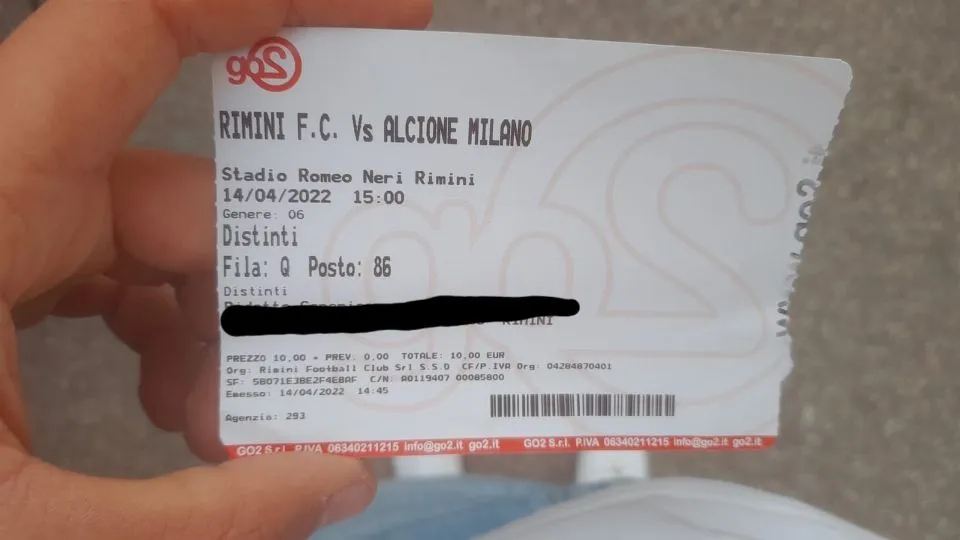 go2
RIMINI F.C. Vs ALCIONE MILANO
Stadio Romeo Neri Rimini
14/04/2022 15:00
Genere: 06
Distinti
Fila: Q Posto: 86
Distinti
RIMINI
PREZZO 10,00 + PREV: 0,00 TOTALE: 10,00 EUR
Org: Rimini Football Club Srl S.S.D CF/P.IVA Org: 04284870401
SF: 5B071E3BE2F4EBAF C/N: A0119407 00085800
Emesso: 14/04/2022 14:45
Agenzia: 293
GO2 S.r.l. P.IVA 06340211215 info@go2.it go2.it GO2 S.r.l. P.IVA 06340211215 info@go2.it go2.it